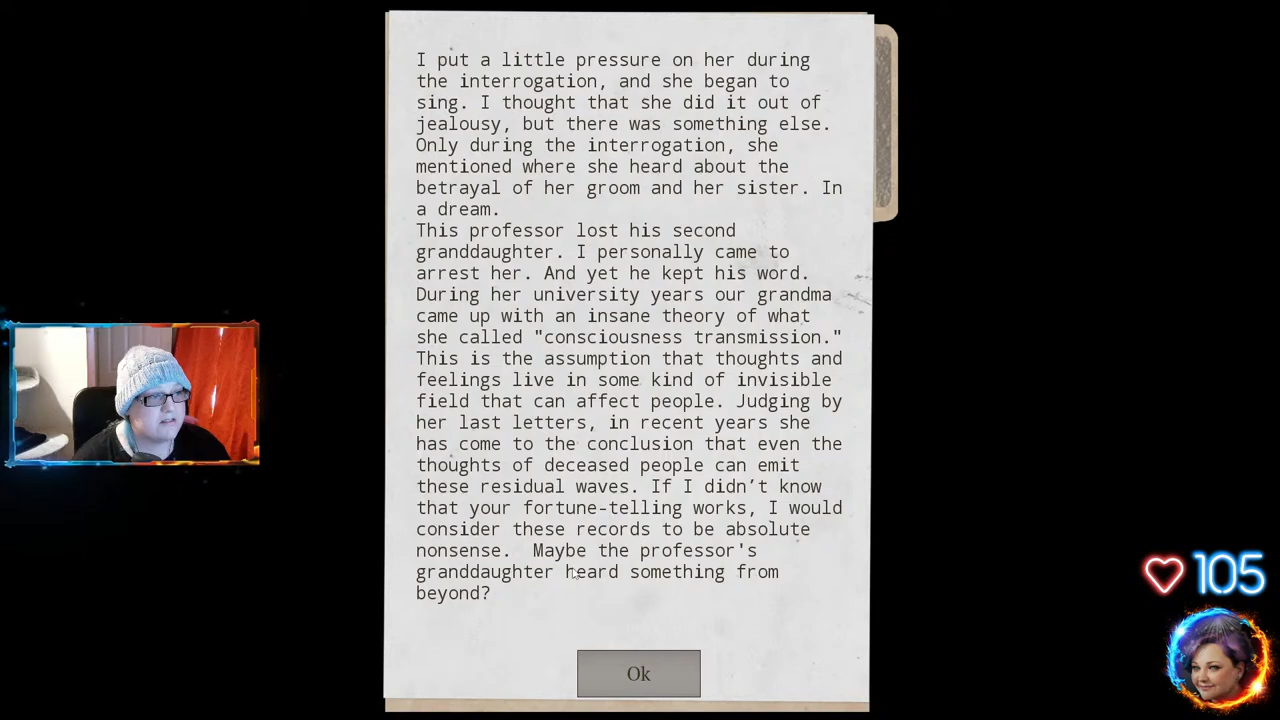 I put a little pressure on her during
the interrogation, and she began to
sing. I thought that she did it out of
jealousy, but there was something else.
Only during the interrogation, she
mentioned where she heard about the
betrayal of her groom and her sister. In
a dream.
This professor lost his second
granddaughter. I personally came to
arrest her. And yet he kept his word.
During her university years our grandma
came up with an insane theory of what
she called "consciousness transmission."
This is the assumption that thoughts and
feelings live in some kind of invisible
field that can affect people. Judging by
her last letters, in recent years she
has come to the conclusion that even the
thoughts of deceased people can emit
these residual waves. If I didn’t know
that your fortune-telling works, I would
consider these records to be absolute
nonsense.  Maybe the professor's
granddaughter heard something from
beyond?
Ok
105